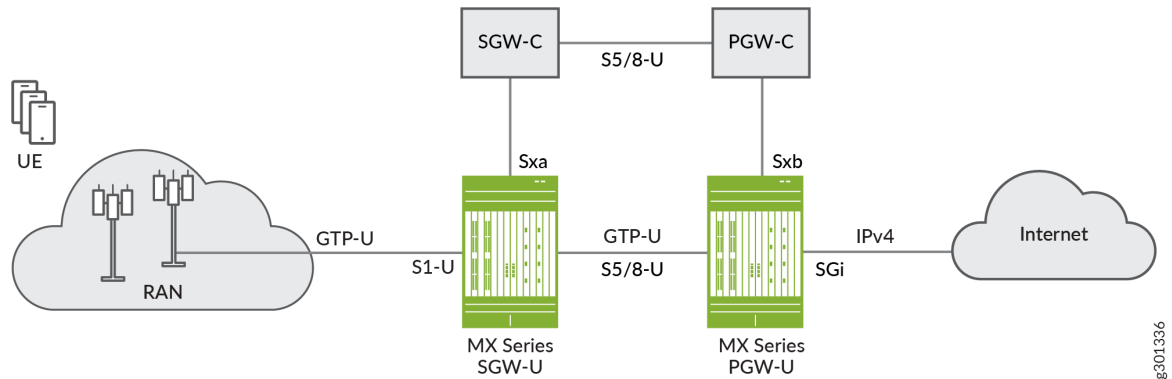 SGW-C
S5/8-U
PGW-C
UE
Sxa
Sxb
GTP-U
S1-U
GTP-U
S5/8-U
IPv4
SGi
Internet
RAN
MX Series
SGW-U
MX Series
PGW-U
g301336